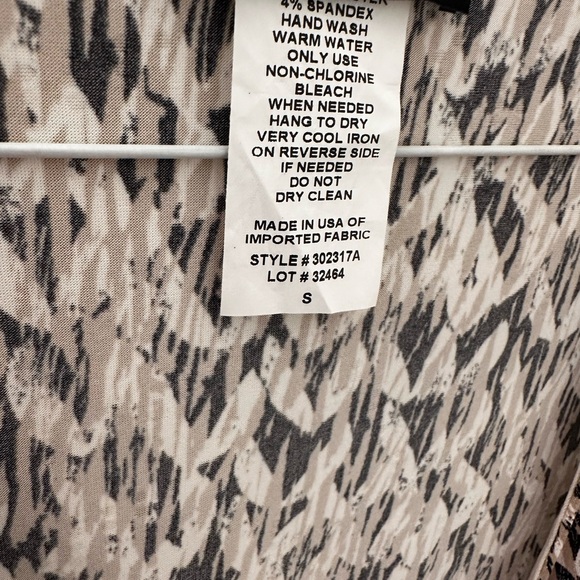 4% SPANDEX
HAND WASH
WARM WATER
ONLY USE
NON-CHLORINE
BLEACH
WHEN NEEDED
HANG TO DRY
VERY COOL IRON
ON REVERSE SIDE
IF NEEDED
DO NOT
DRY CLEAN
MADE IN USA OF
IMPORTED FABRIC
STYLE # 302317A
LOT # 32464
S